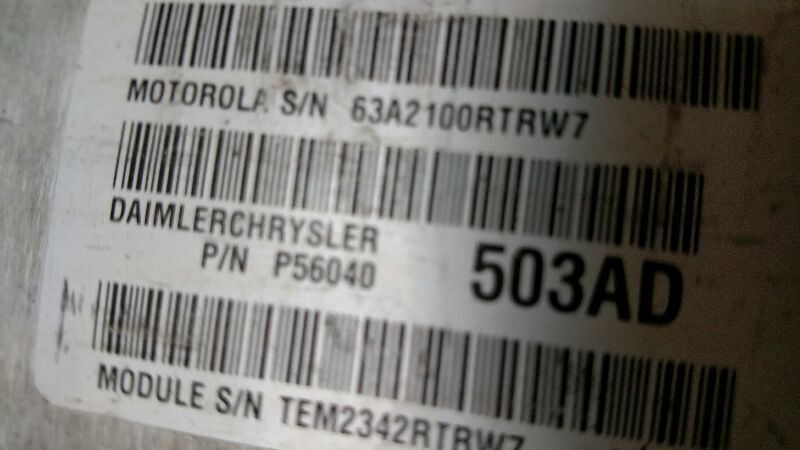 MOTOROLA S/N 63A2100RTRW7
DAIMLERCHRYSLER
P/N P56040 503AD
MODULE S/N TEM2342RTRW7